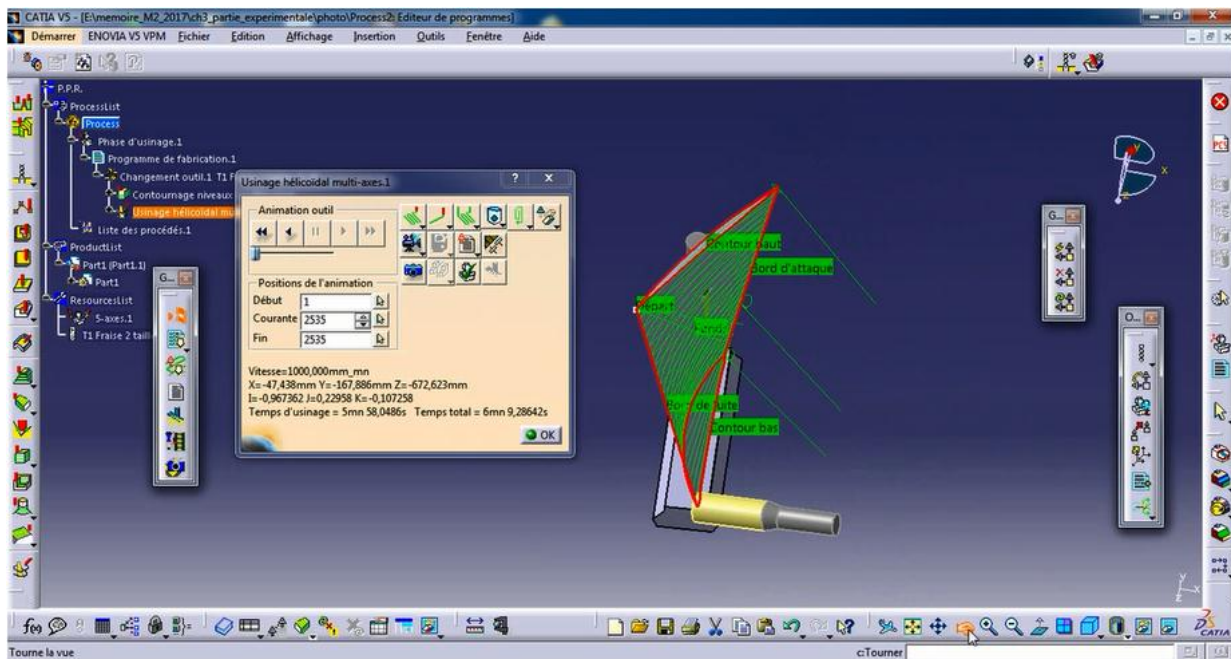 CATIA V5 - [E:\memoire_M2_2017\ch3_partie_experimentale\photo\Process2: Editeur de programmes]
Démarrer ENOVIA V5 VPM Fichier Edition Affichage Insertion Outils Fenêtre Aide
P.P.R.
ProcessList
Process
Phase d'usinage.1
Programme de fabrication.1
Changement outil.1 T1 F
Contournage niveaux
Usinage hélicoïdal mu
Liste des procédés.1
ProductList
Part1 (Part1.1)
Part1
ResourcesList
5-axes.1
T1 Fraise 2 taill
G...
Usinage hélicoïdal multi-axes.1
Animation outil
Positions de l'animation
Début 1
Courante 2535
Fin 2535
Vitesse=1000,000mm_mn
X=-47,438mm Y=-167,886mm Z=-672,623mm
I=-0,967362 J=0,22958 K=-0,107258
Temps d'usinage = 5mn 58,0486s Temps total = 6mn 9,28642s
OK
Contour haut
Bord d'attaque
Départ
Fond
Bord de fuite
Contour bas
y
x
z
G...
O...
PCS
f(x)
CATIA
Tourne la vue
c:Tourner